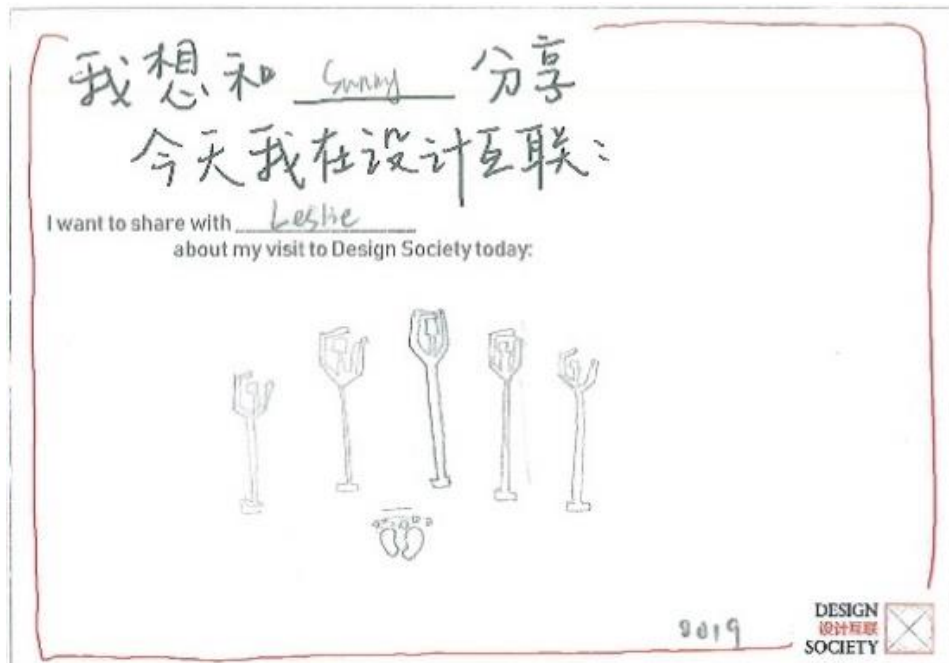 我想和 Sunny 分享
今天我在设计互联：
I want to share with Leslie
about my visit to Design Society today:
2019
DESIGN
设计互联
SOCIETY